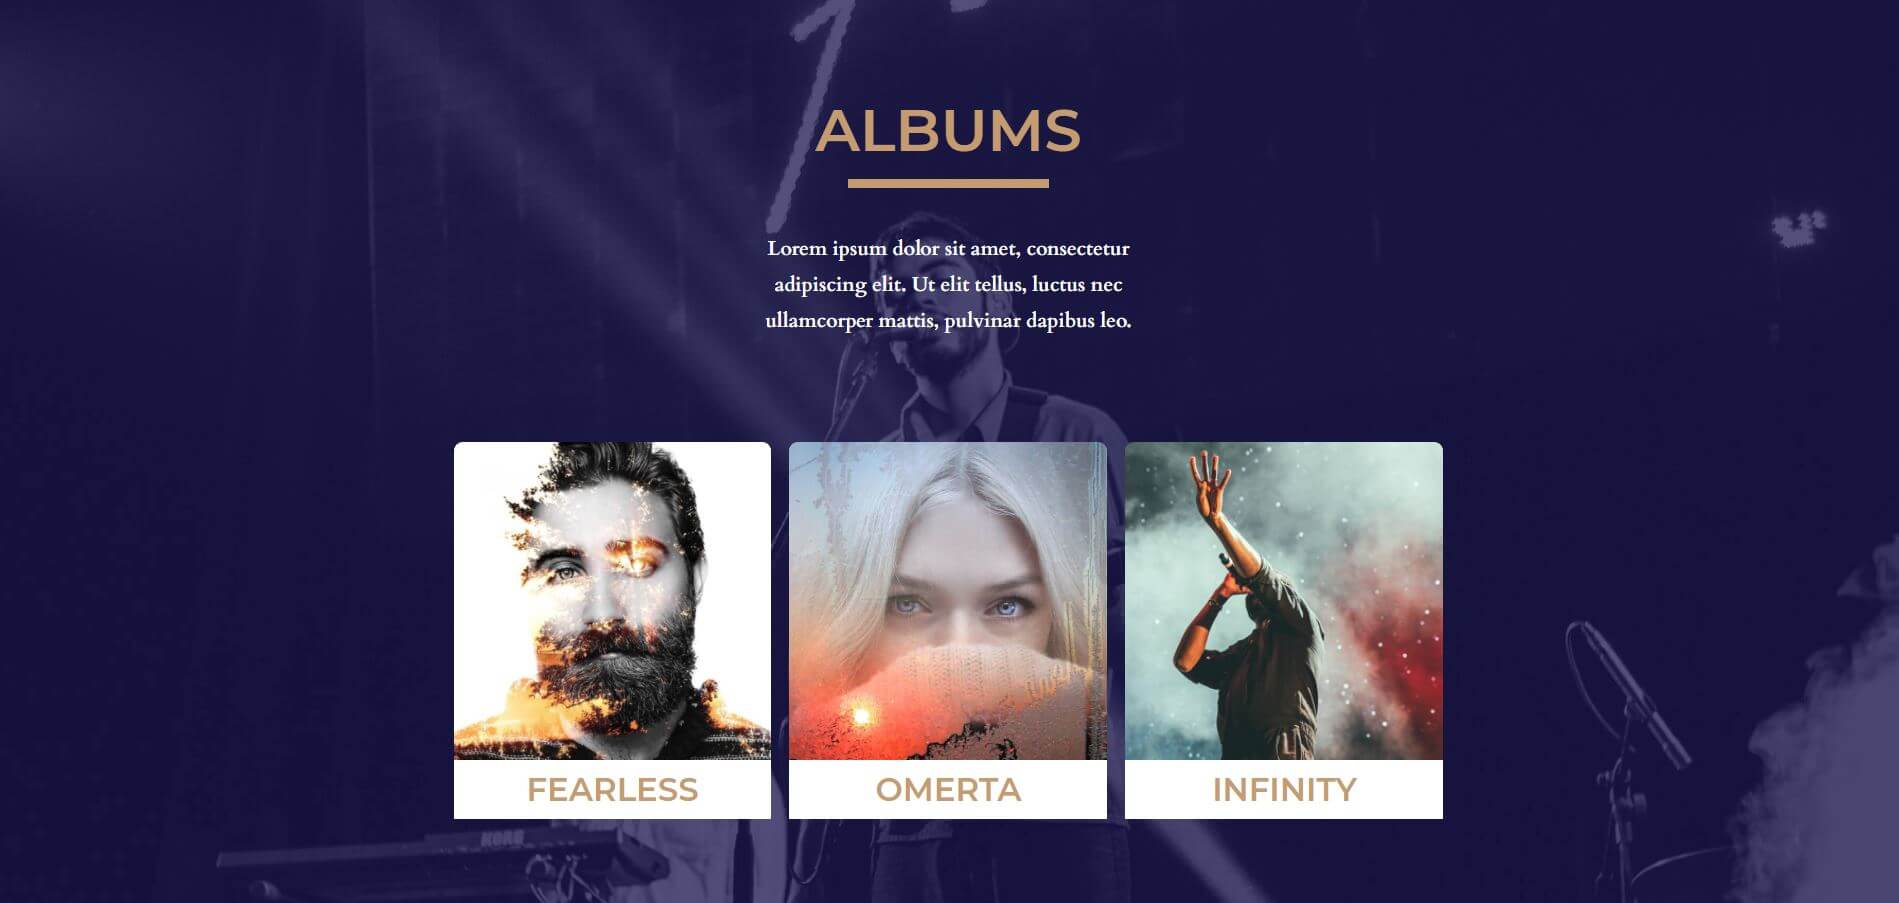 ALBUMS
Lorem ipsum dolor sit amet, consectetur
adipiscing elit. Ut elit tellus, luctus nec
ullamcorper mattis, pulvinar dapibus leo.
FEARLESS
OMERTA
INFINITY
KORG